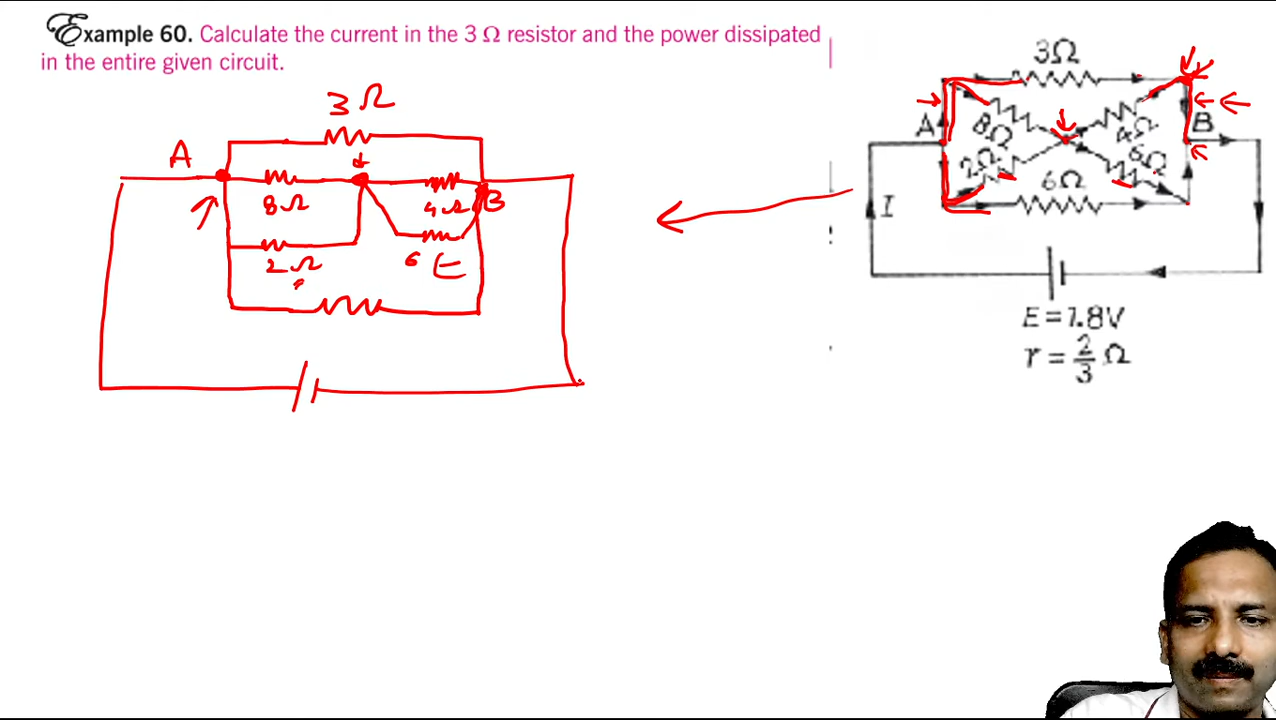 Example 60. Calculate the current in the 3 Ω resistor and the power dissipated
in the entire given circuit.
3 Ω
A
8 Ω
4 Ω
B
2 Ω
6
3Ω
A
8Ω
4Ω
B
2Ω
6Ω
6Ω
I
E = 1.8V
r = 2/3 Ω